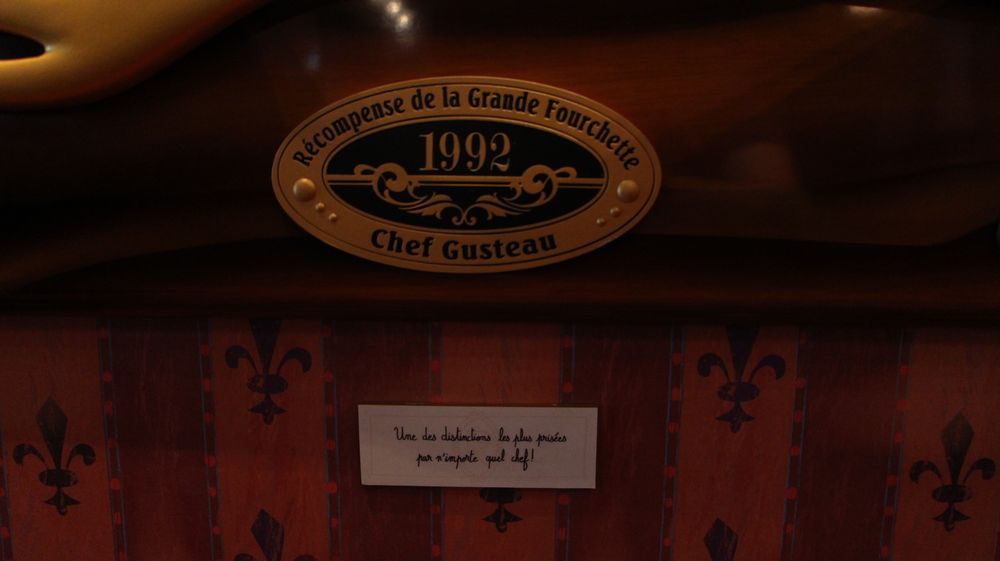 Récompense de la Grande Fourchette
1992
Chef Gusteau
Une des distinctions les plus prisées
par n'importe quel chef!